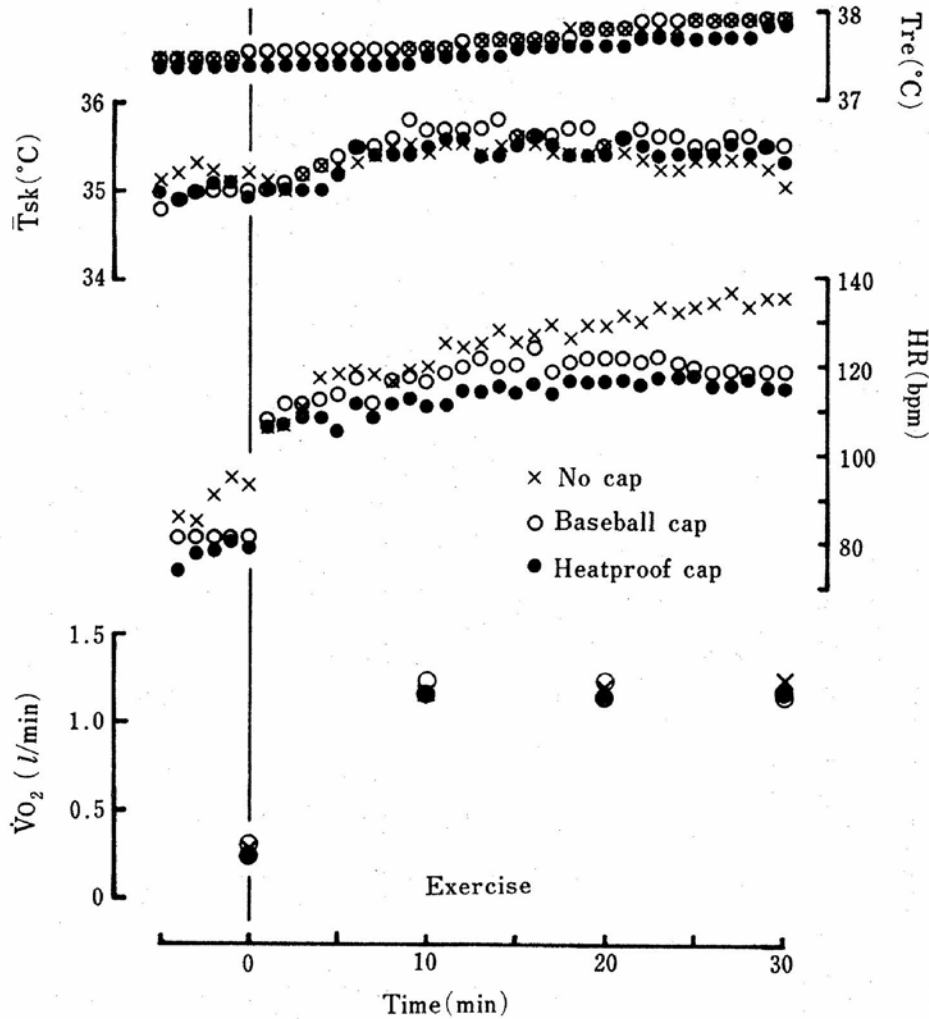 38
Tre(°C)
37
36
T̿sk(°C)
35
34
140
120
HR(bpm)
100
80
× No cap
○ Baseball cap
● Heatproof cap
1.5
1.0
V̇O₂ (l/min)
0.5
0
Exercise
0 10 20 30
Time(min)